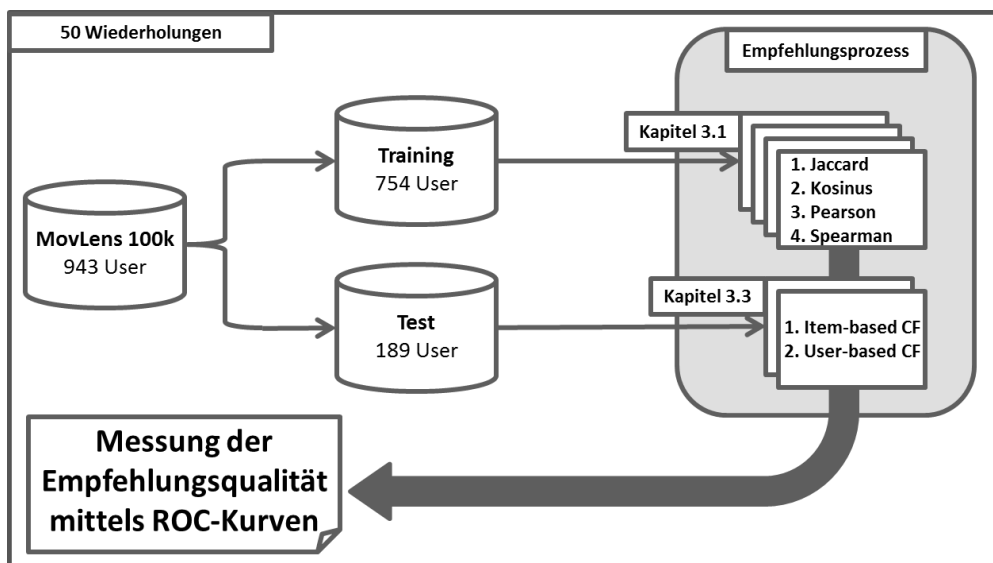 50 Wiederholungen
Empfehlungsprozess
MovLens 100k
943 User
Training
754 User
Kapitel 3.1
1. Jaccard
2. Kosinus
3. Pearson
4. Spearman
Test
189 User
Kapitel 3.3
1. Item-based CF
2. User-based CF
Messung der
Empfehlungsqualität
mittels ROC-Kurven